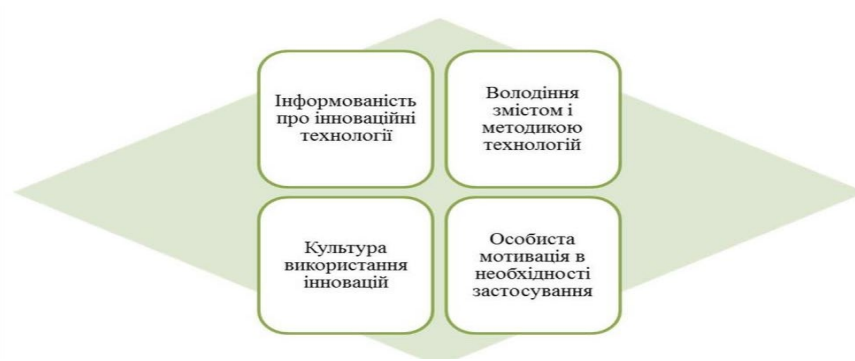 Інформованість
про інноваційні
технології
Володіння
змістом і
методикою
технологій
Культура
використання
інновацій
Особиста
мотивація в
необхідності
застосування